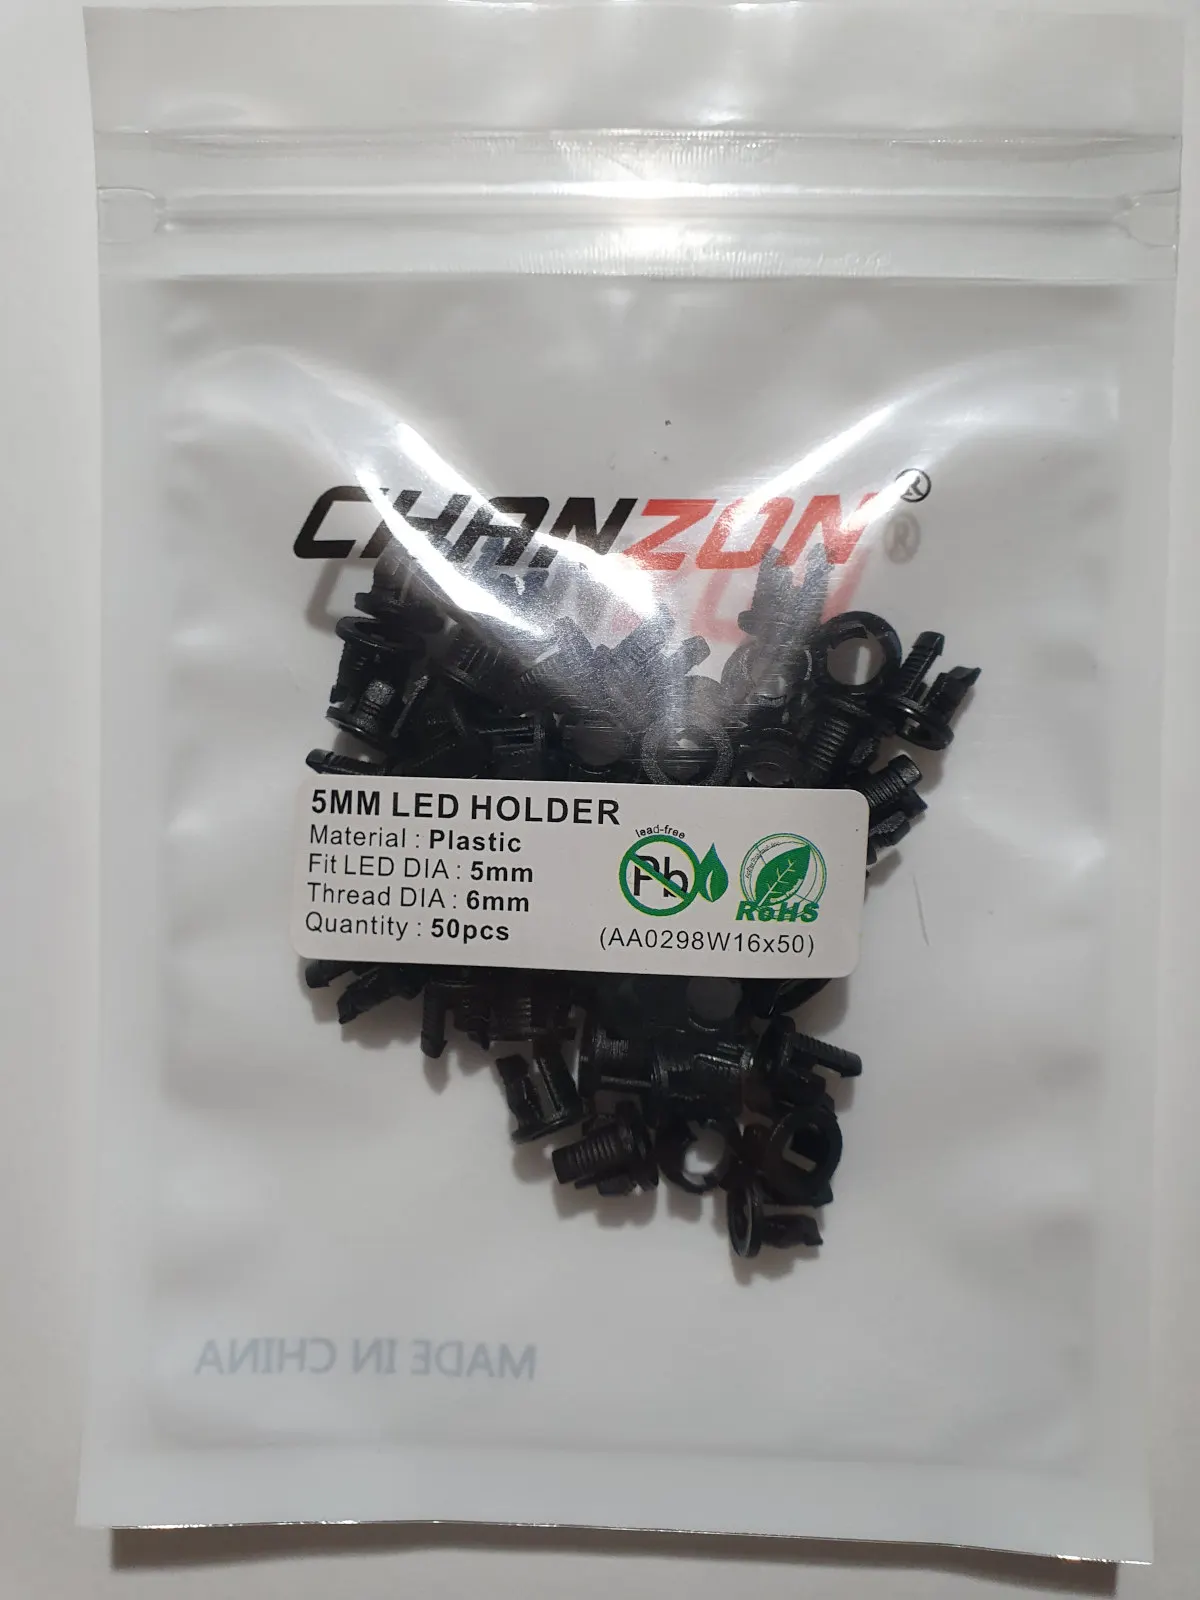 CHANZON®
5MM LED HOLDER
Material : Plastic
Fit LED DIA : 5mm
Thread DIA : 6mm
Quantity : 50pcs
lead-free
Pb
RoHS
(AA0298W16x50)
MADE IN CHINA